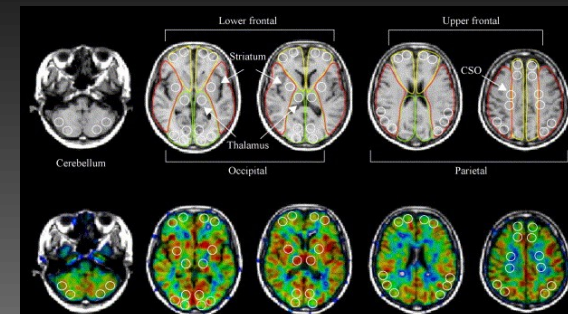 Lower frontal
Upper frontal
Striatum
CSO
Thalamus
Cerebellum
Occipital
Parietal